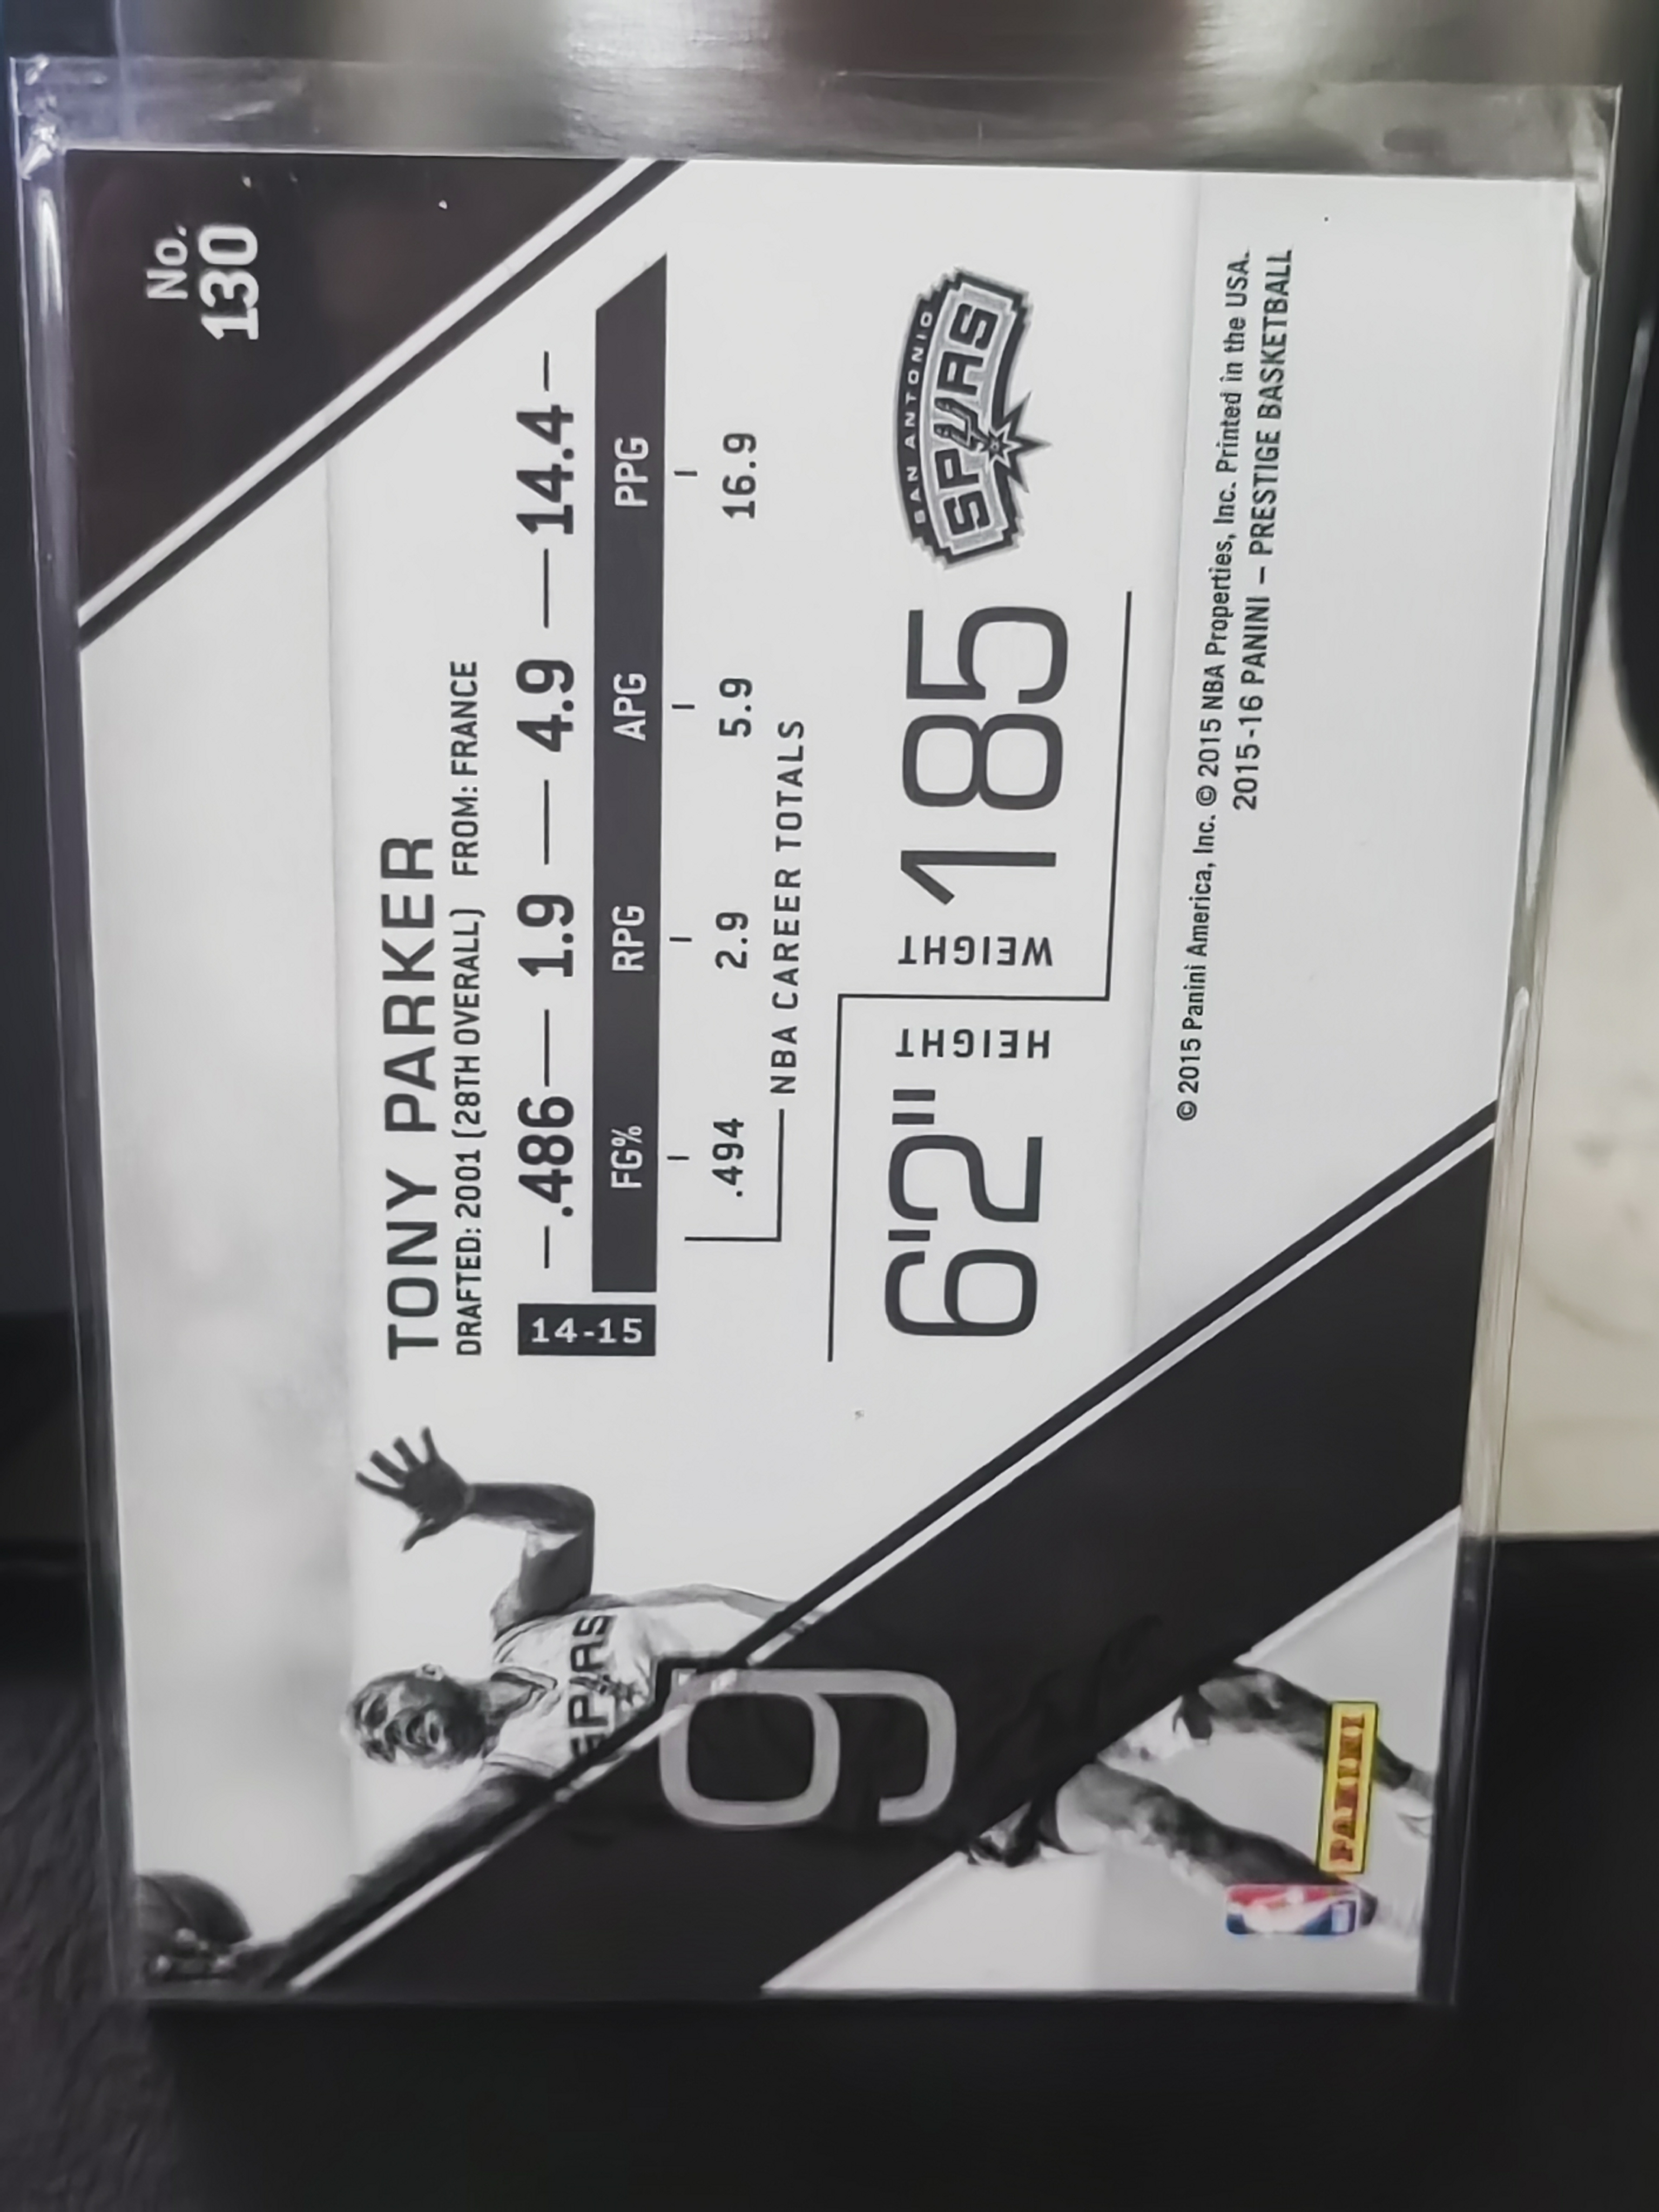 No.
130
TONY PARKER
DRAFTED: 2001 (28TH OVERALL) FROM: FRANCE
14-15
.486 1.9 4.9 14.4
FG% RPG APG PPG
.494 2.9 5.9 16.9
NBA CAREER TOTALS
6'2" HEIGHT
WEIGHT 185
SAN ANTONIO
SPURS
SPURS
9
© 2015 Panini America, Inc. © 2015 NBA Properties, Inc. Printed in the USA.
2015-16 PANINI – PRESTIGE BASKETBALL
PANINI